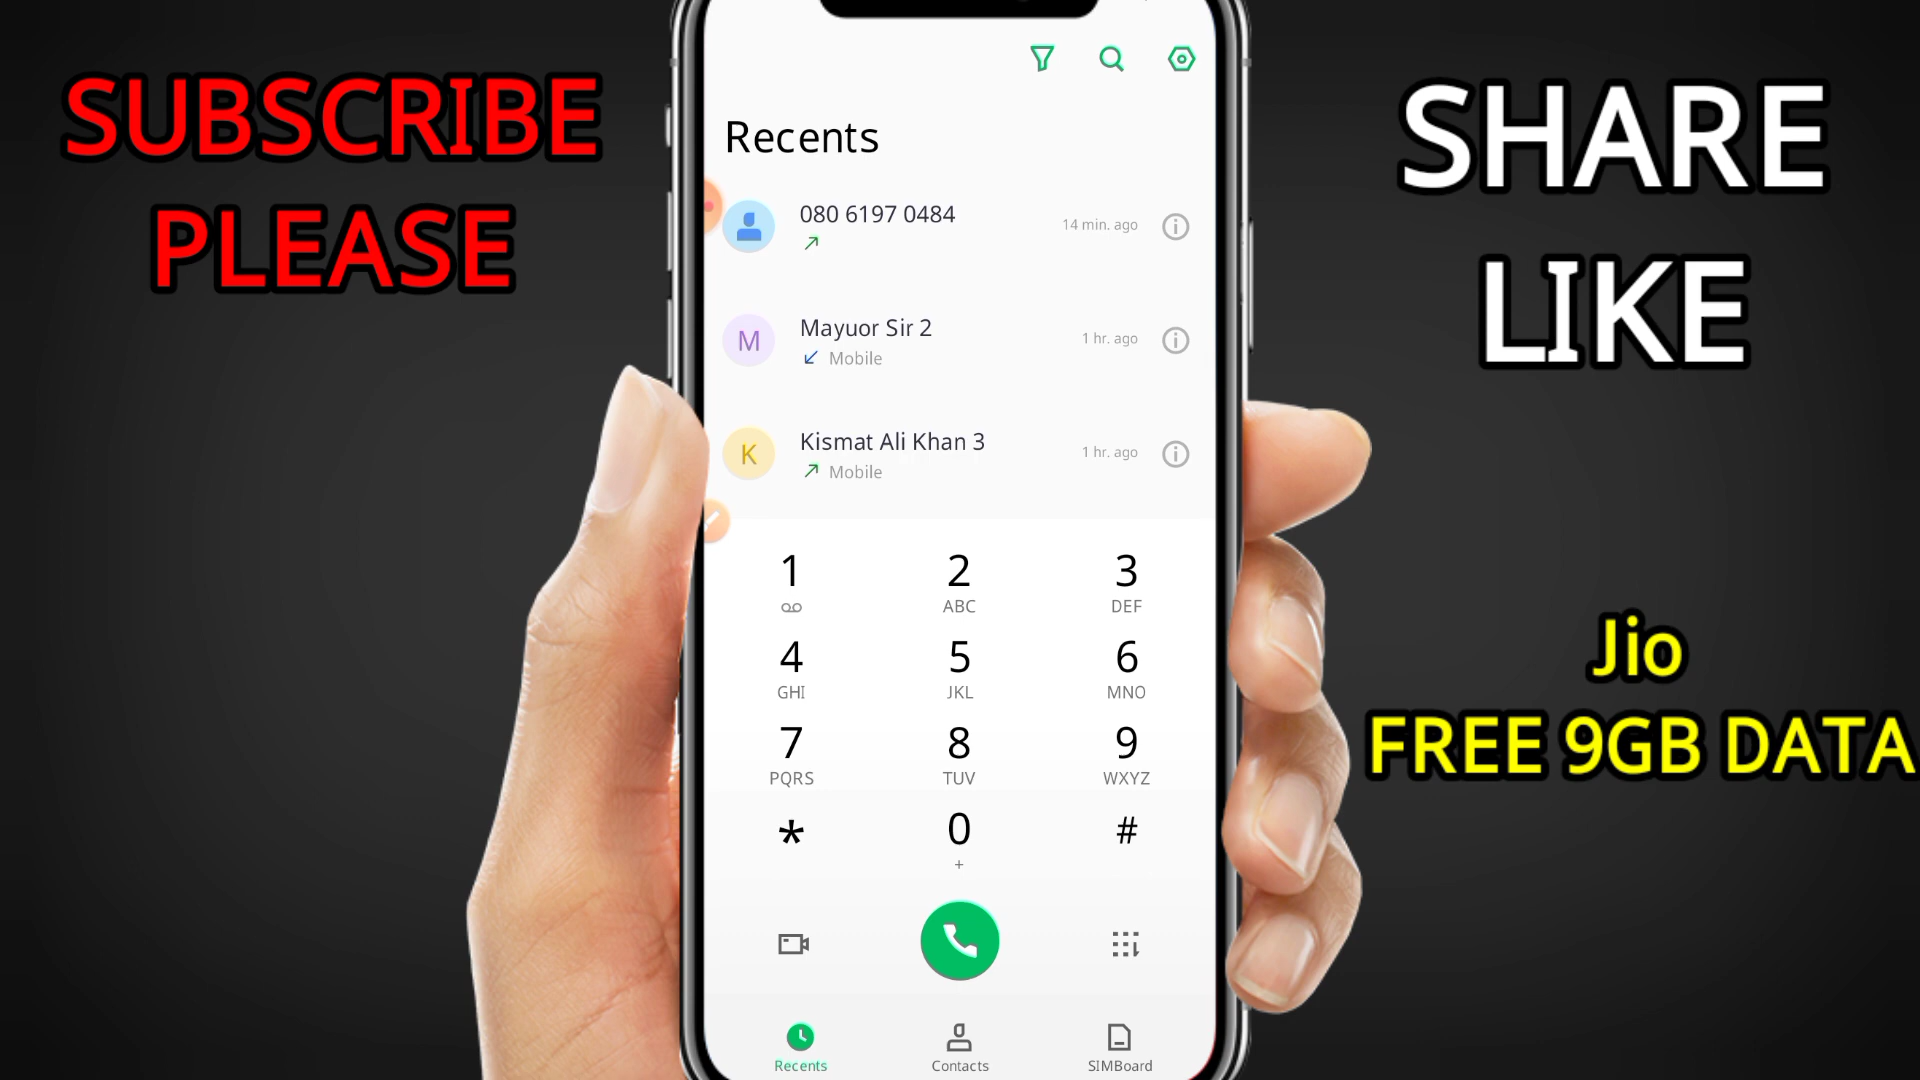 SUBSCRIBE
PLEASE
SHARE
LIKE
Jio
FREE 9GB DATA
Recents
080 6197 0484
14 min. ago
Mayuor Sir 2
Mobile
1 hr. ago
Kismat Ali Khan 3
Mobile
1 hr. ago
1 2 3
ABC DEF
4 5 6
GHI JKL MNO
7 8 9
PQRS TUV WXYZ
* 0 #
+
Recents Contacts SIMBoard